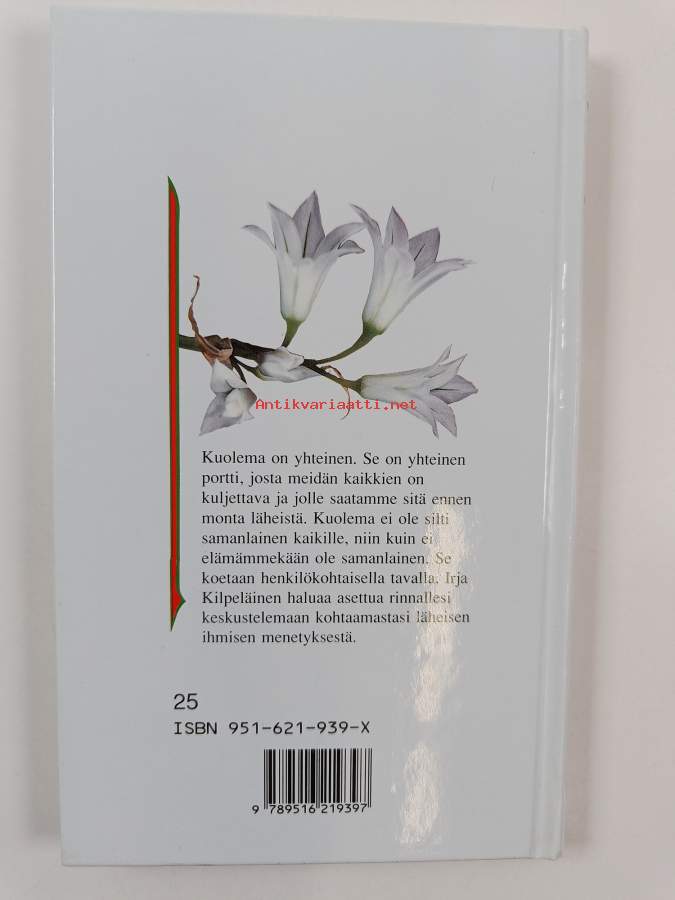 Antikvariaatti.net
Kuolema on yhteinen. Se on yhteinen
portti, josta meidän kaikkien on
kuljettava ja jolle saatamme sitä ennen
monta läheistä. Kuolema ei ole silti
samanlainen kaikille, niin kuin ei
elämämmekään ole samanlainen. Se
koetaan henkilökohtaisella tavalla. Irja
Kilpeläinen haluaa asettua rinnallesi
keskustelemaan kohtaamastasi läheisen
ihmisen menetyksestä.
25
ISBN 951-621-939-X
9 789516 219397